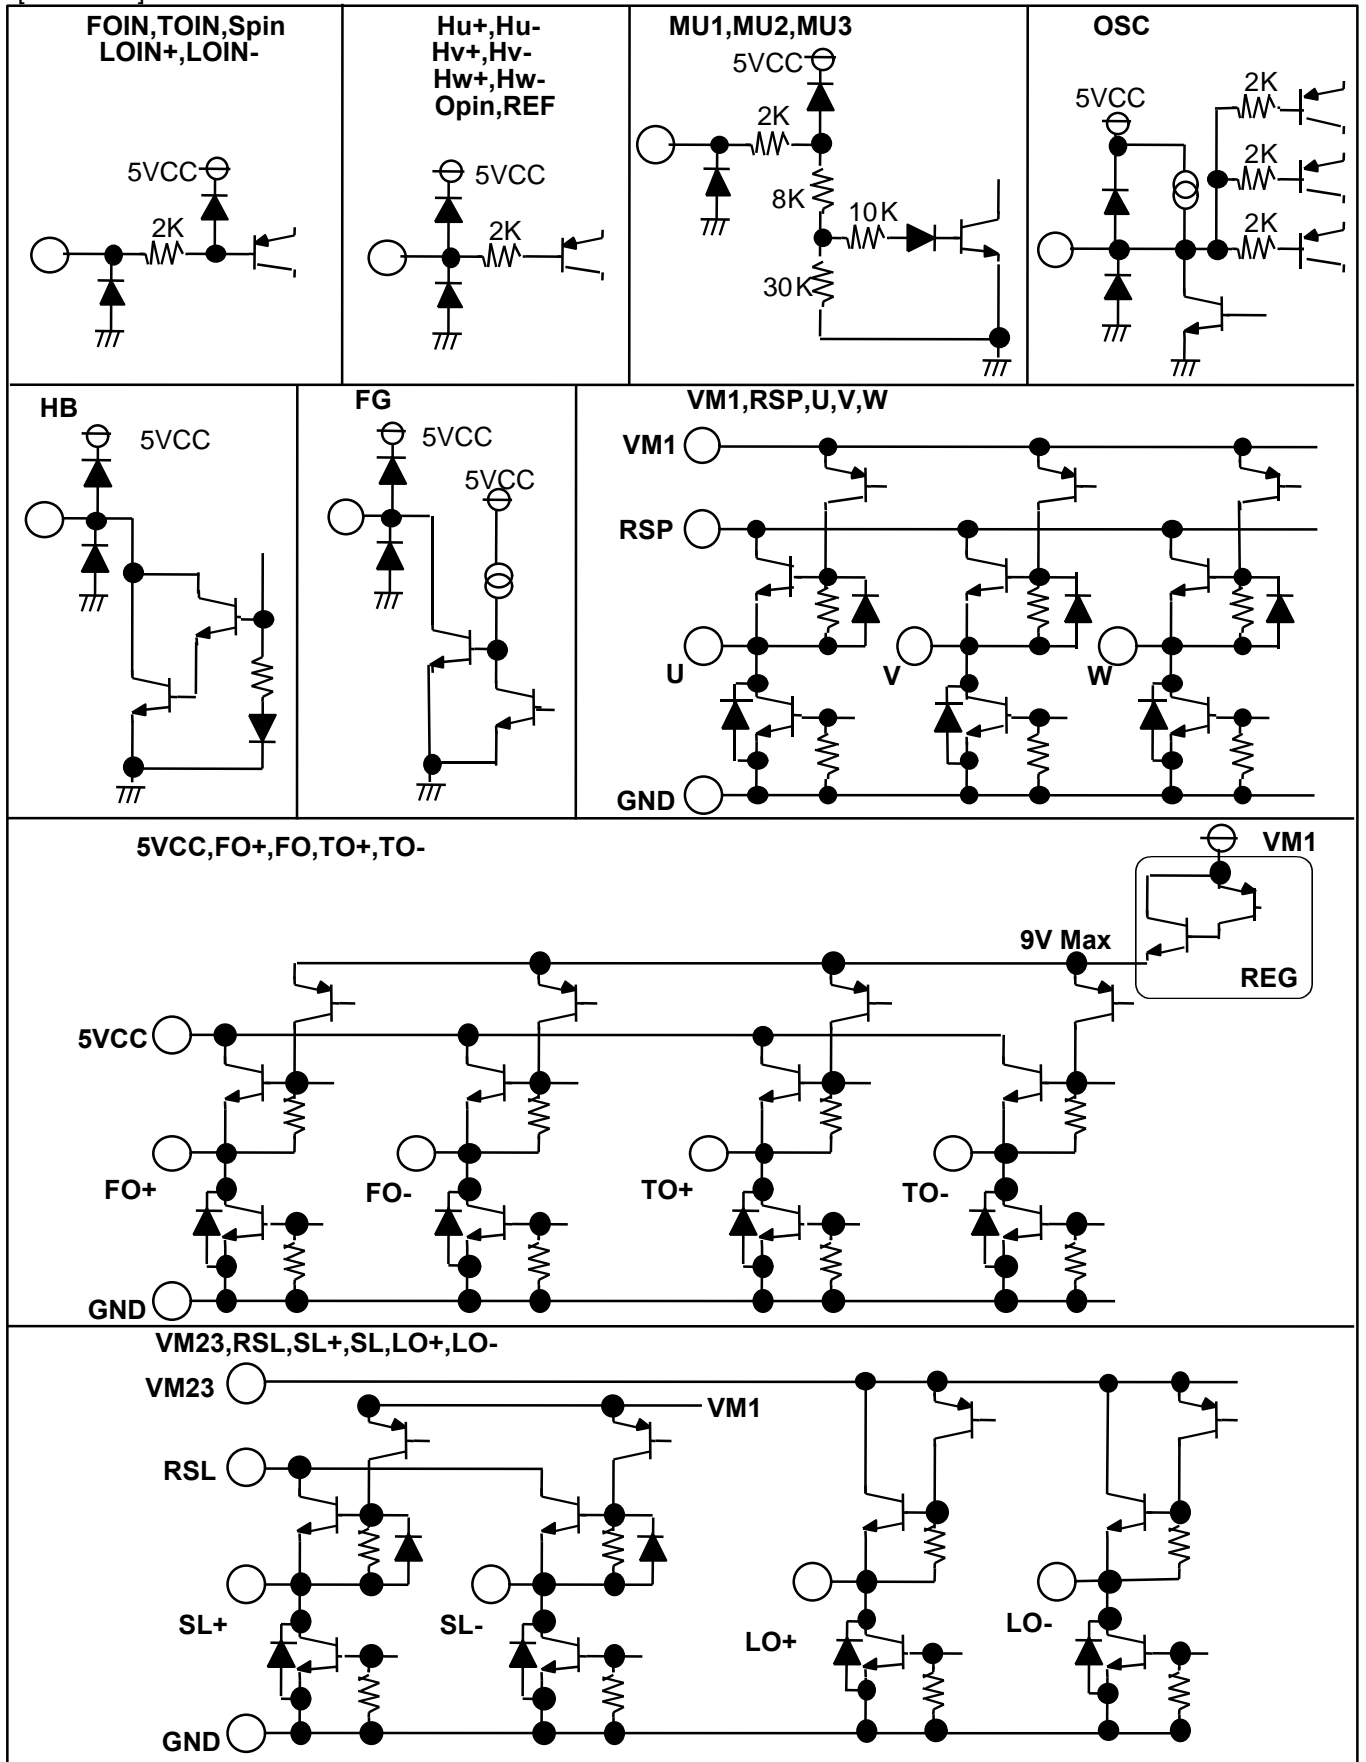 FOIN,TOIN,Spin
LOIN+,LOIN-
5VCC
2K
Hu+,Hu-
Hv+,Hv-
Hw+,Hw-
Opin,REF
5VCC
2K
MU1,MU2,MU3
5VCC
2K
8K
10K
30K
OSC
5VCC
2K
2K
2K
HB
5VCC
FG
5VCC
5VCC
VM1,RSP,U,V,W
VM1
RSP
U
V
W
GND
5VCC,FO+,FO,TO+,TO-
VM1
9V Max
REG
5VCC
FO+
FO-
TO+
TO-
GND
VM23,RSL,SL+,SL,LO+,LO-
VM23
VM1
RSL
SL+
SL-
LO+
LO-
GND